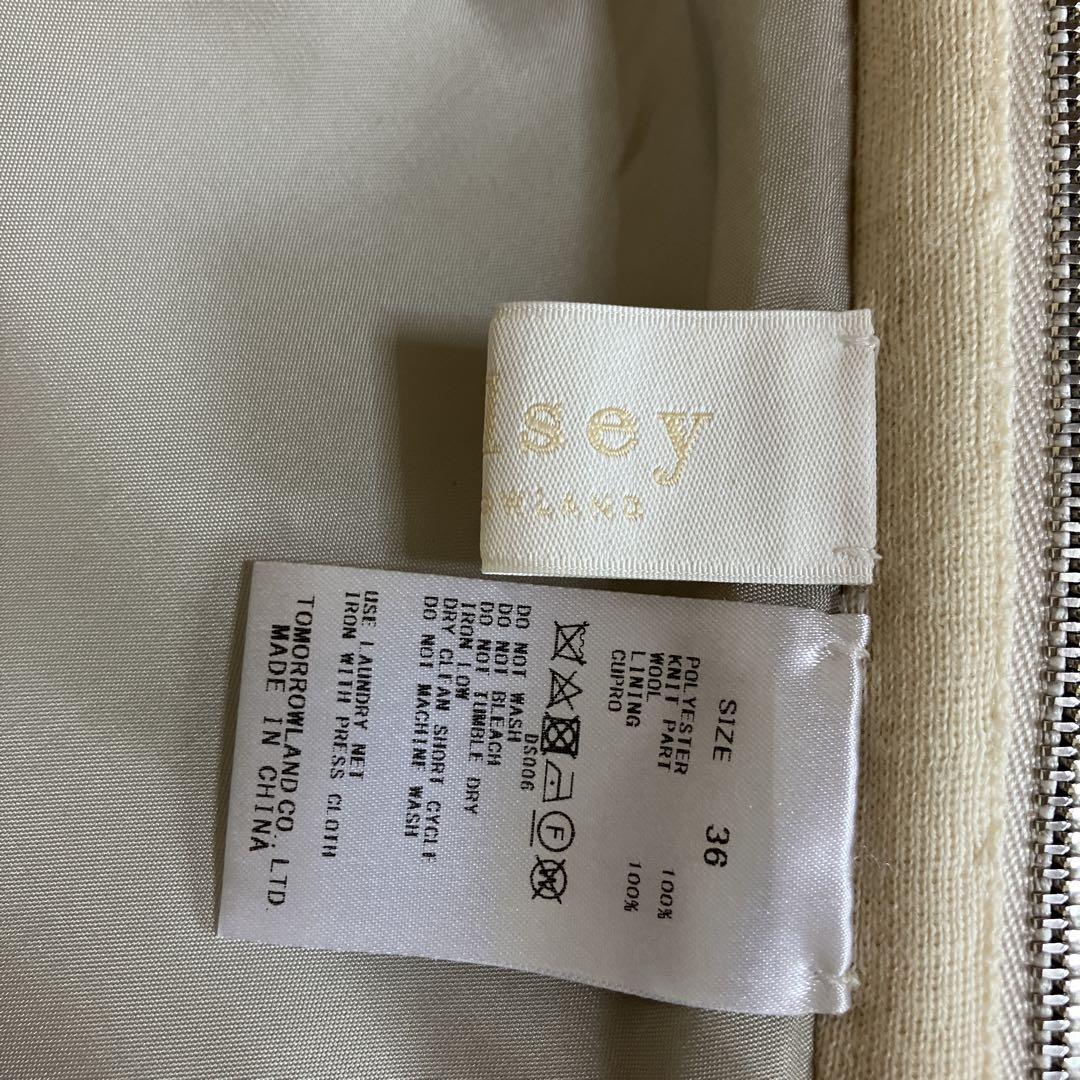 lsey
OWLAND
SIZE 36
POLYESTER 100%
KNIT PART
WOOL 100%
LINING
CUPRO
DS006
DO NOT WASH
DO NOT BLEACH
DO NOT TUMBLE DRY
IRON LOW
DRY CLEAN SHORT CYCLE
DO NOT MACHINE WASH
USE LAUNDRY NET
IRON WITH PRESS CLOTH
TOMORROWLAND CO., LTD.
MADE IN CHINA